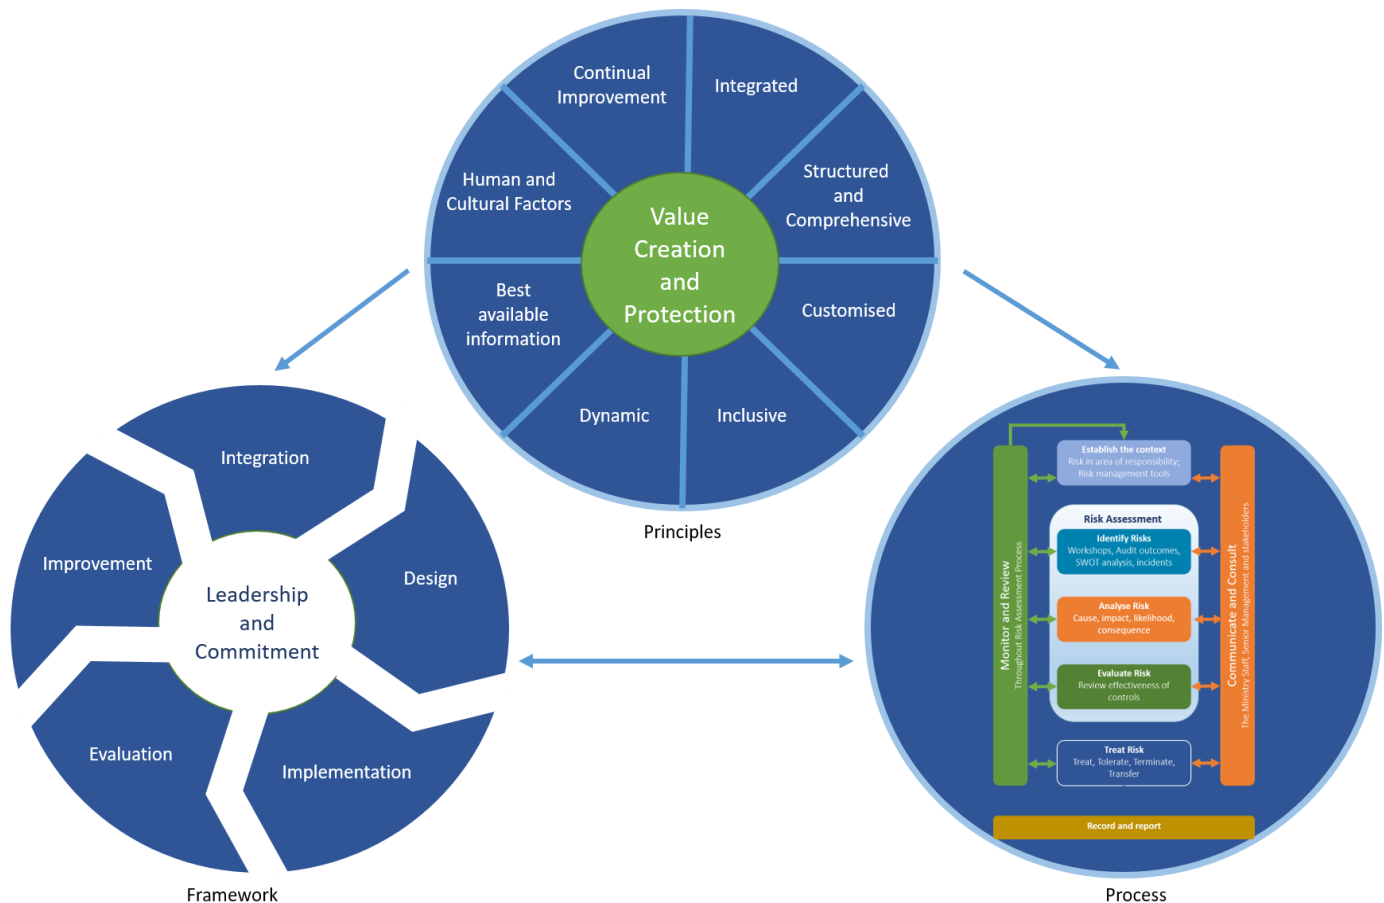 Continual
Improvement
Integrated
Human and
Cultural Factors
Structured
and
Comprehensive
Value
Creation
and
Protection
Best
available
information
Customised
Dynamic
Inclusive
Principles
Integration
Improvement
Design
Leadership
and
Commitment
Evaluation
Implementation
Framework
Establish the context
Risk in area of responsibility;
Risk management tools
Risk Assessment
Identify Risks
Workshops, Audit outcomes,
SWOT analysis, incidents
Analyse Risk
Cause, impact, likelihood,
consequence
Evaluate Risk
Review effectiveness of
controls
Treat Risk
Treat, Tolerate, Terminate,
Transfer
Monitor and Review
Throughout Risk Assessment Process
Communicate and Consult
The Ministry Staff, Senior Management and stakeholders
Record and report
Process